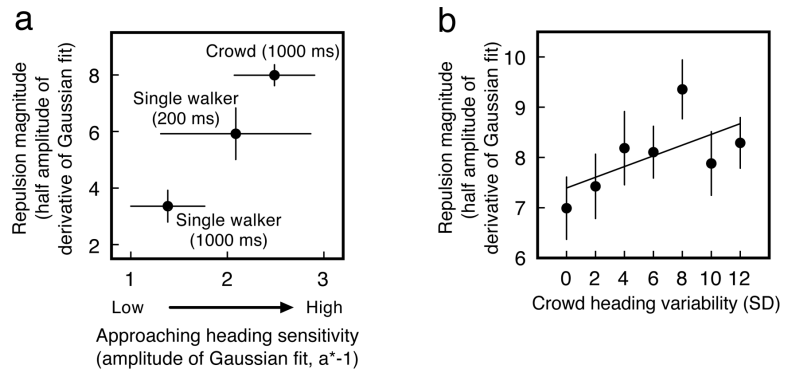 a
Repulsion magnitude
(half amplitude of
derivative of Gaussian fit)
8
6
4
2
Crowd (1000 ms)
Single walker
(200 ms)
Single walker
(1000 ms)
1 2 3
Low High
Approaching heading sensitivity
(amplitude of Gaussian fit, a*-1)
b
Repulsion magnitude
(half amplitude of
derivative of Gaussian fit)
10
9
8
7
6
0 2 4 6 8 10 12
Crowd heading variability (SD)